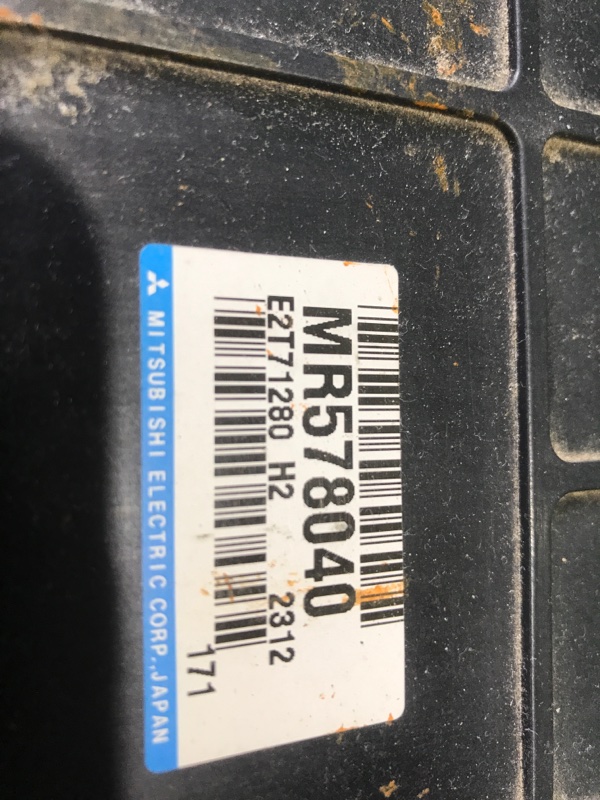 MR578040
E2T71280 H2 2312
171
MITSUBISHI ELECTRIC CORP.,JAPAN